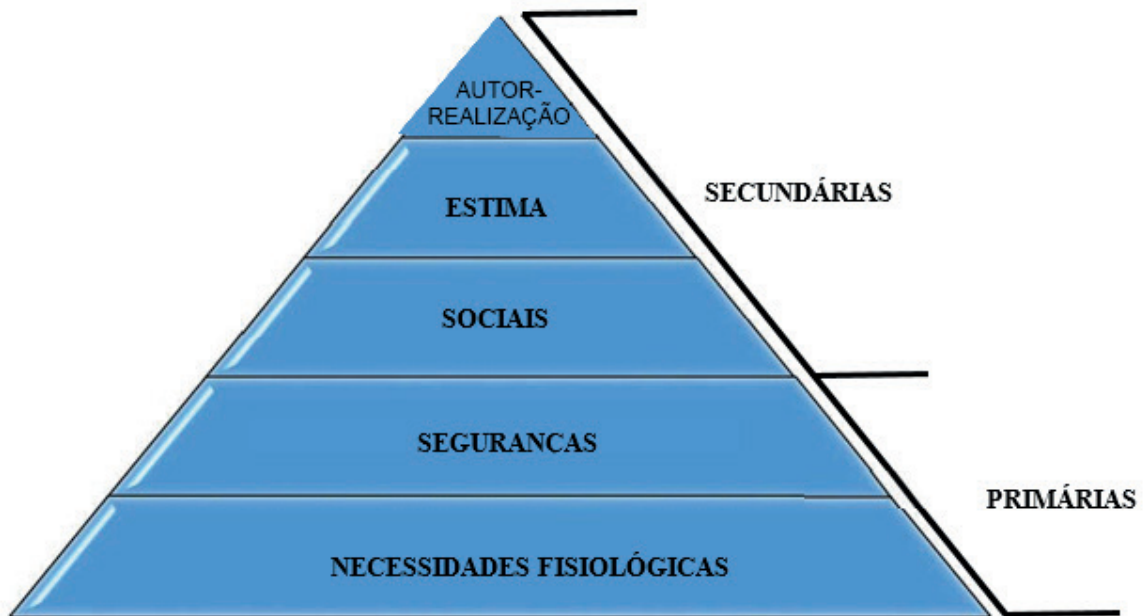 AUTOR-
REALIZAÇÃO
ESTIMA
SECUNDÁRIAS
SOCIAIS
SEGURANCAS
PRIMÁRIAS
NECESSIDADES FISIOLÓGICAS